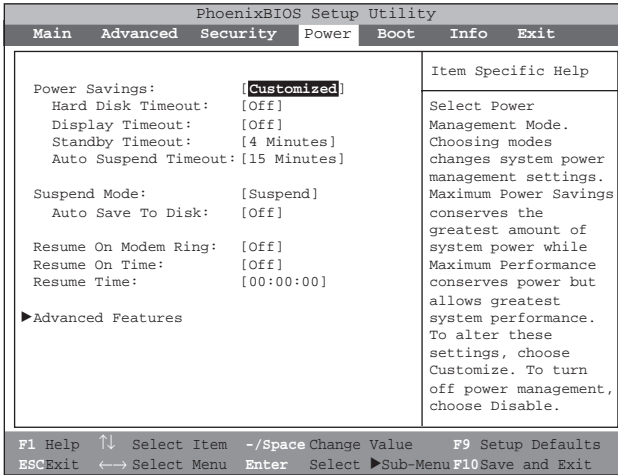 PhoenixBIOS Setup Utility
Main Advanced Security Power Boot Info Exit
Power Savings: [Customized]
Hard Disk Timeout: [Off]
Display Timeout: [Off]
Standby Timeout: [4 Minutes]
Auto Suspend Timeout: [15 Minutes]
Suspend Mode: [Suspend]
Auto Save To Disk: [Off]
Resume On Modem Ring: [Off]
Resume On Time: [Off]
Resume Time: [00:00:00]
▶Advanced Features
Item Specific Help
Select Power
Management Mode.
Choosing modes
changes system power
management settings.
Maximum Power Savings
conserves the
greatest amount of
system power while
Maximum Performance
conserves power but
allows greatest
system performance.
To alter these
settings, choose
Customize. To turn
off power management,
choose Disable.
F1 Help ↑↓ Select Item -/Space Change Value F9 Setup Defaults
ESC Exit ←→ Select Menu Enter Select ▶Sub-Menu F10 Save and Exit